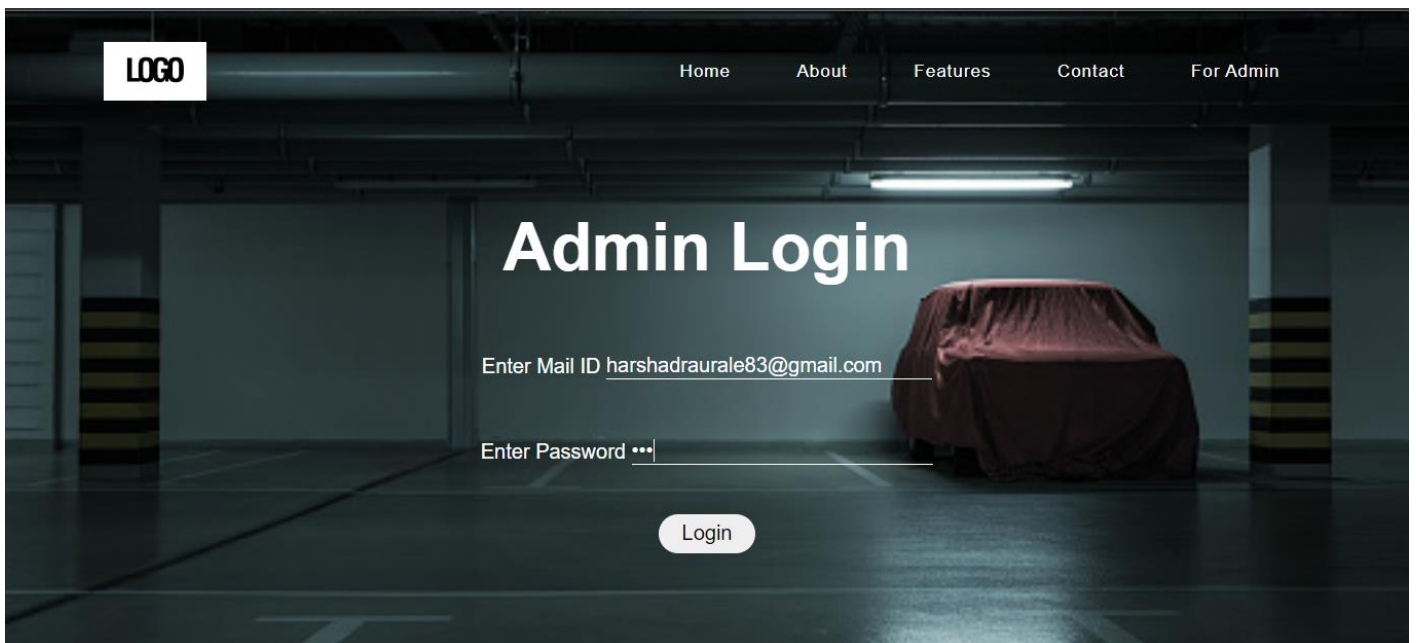 LOGO
Home About Features Contact For Admin
Admin Login
Enter Mail ID harshadraurale83@gmail.com
Enter Password •••
Login